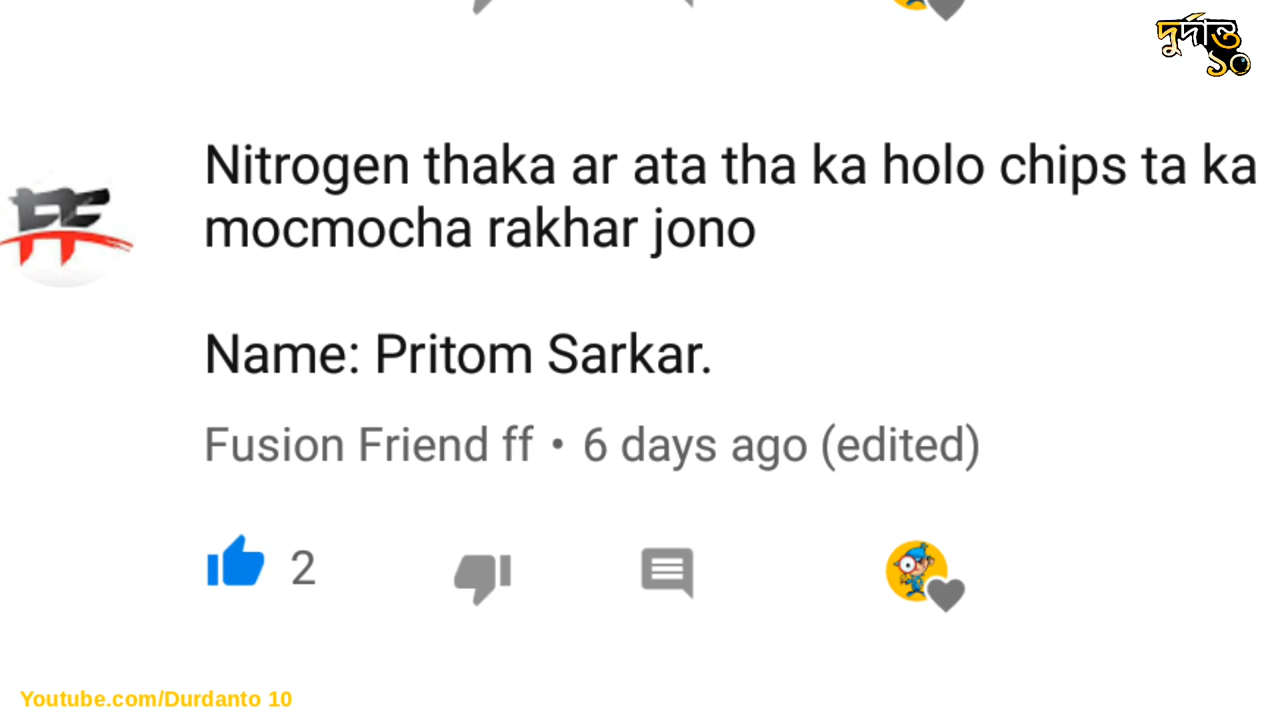 দুর্দান্ত
১০
Nitrogen thaka ar ata tha ka holo chips ta ka
mocmocha rakhar jono
Name: Pritom Sarkar.
Fusion Friend ff • 6 days ago (edited)
2
Youtube.com/Durdanto 10